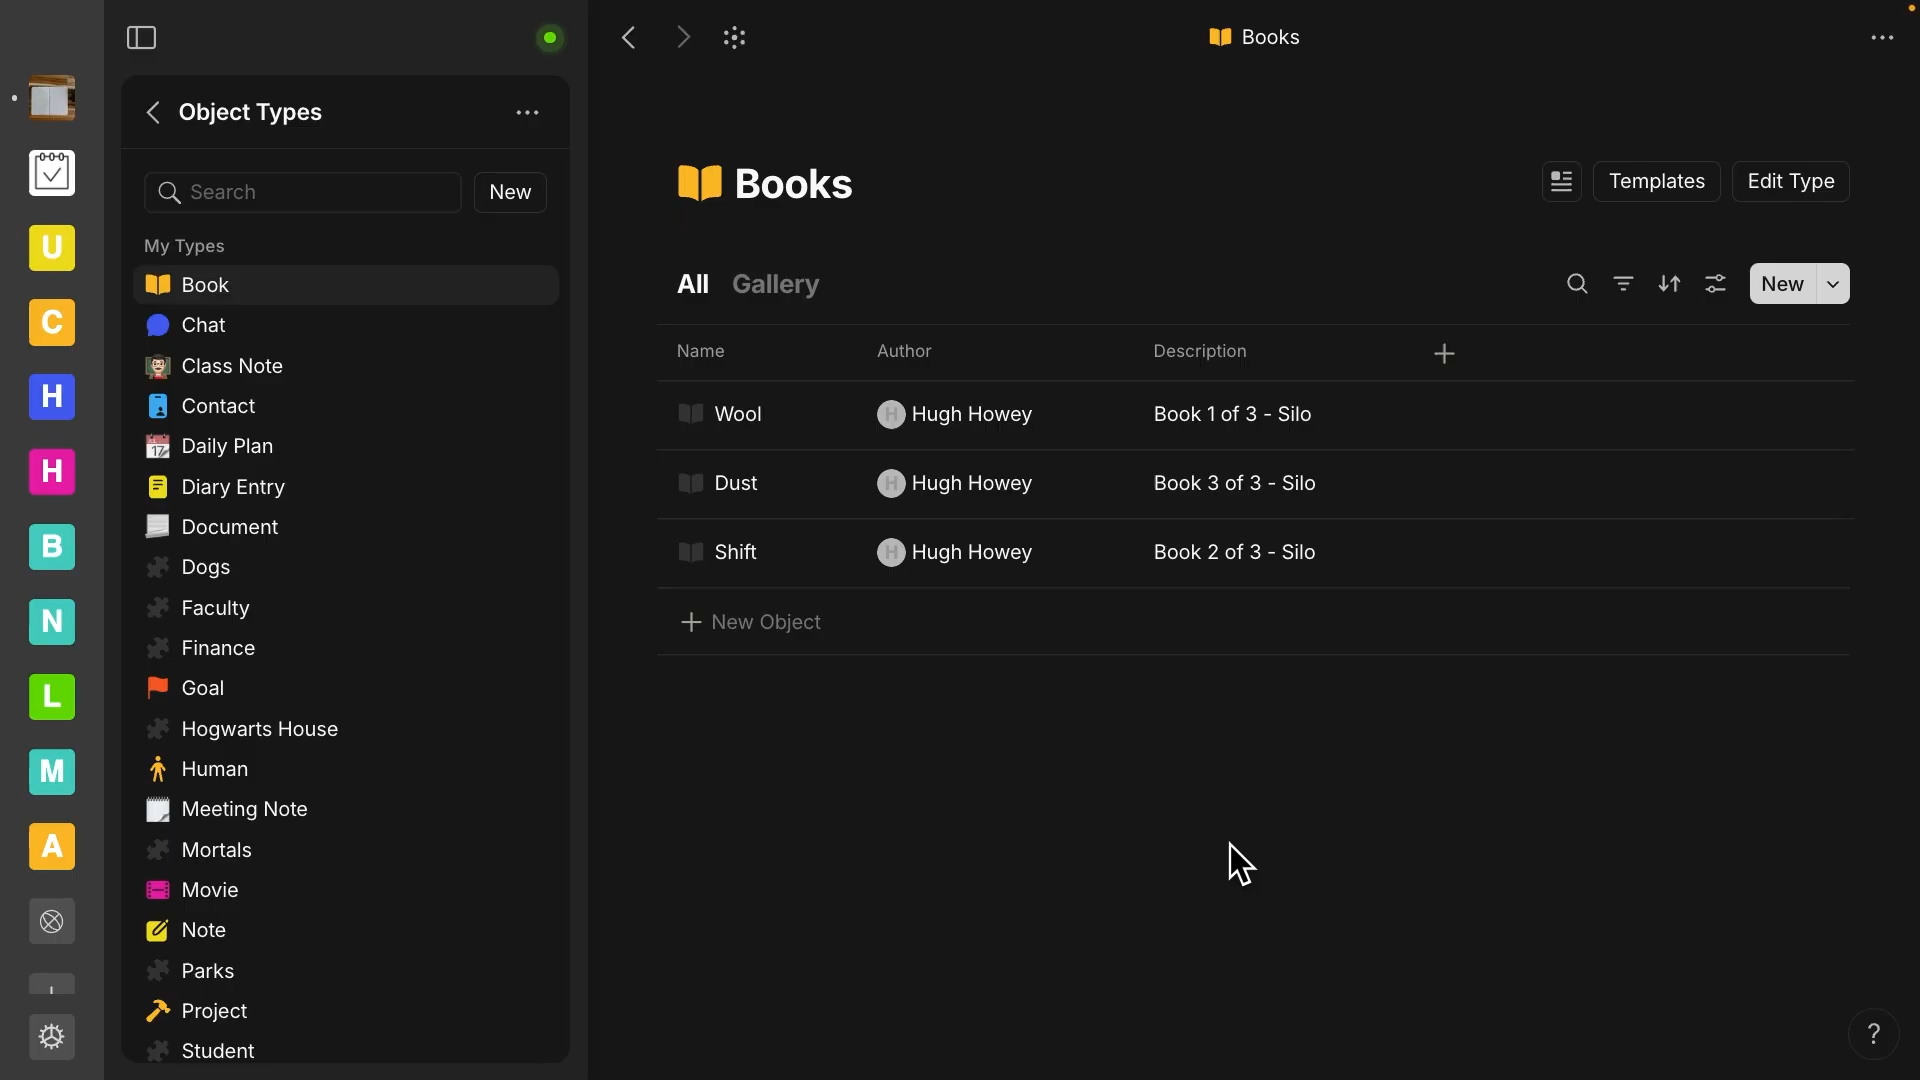 Books
Object Types
Search
New
My Types
Book
Chat
Class Note
Contact
Daily Plan
Diary Entry
Document
Dogs
Faculty
Finance
Goal
Hogwarts House
Human
Meeting Note
Mortals
Movie
Note
Parks
Project
Student
U
C
H
H
B
N
L
M
A
Books
Templates
Edit Type
All Gallery
New
Name Author Description
Wool H Hugh Howey Book 1 of 3 - Silo
Dust H Hugh Howey Book 3 of 3 - Silo
Shift H Hugh Howey Book 2 of 3 - Silo
New Object
?